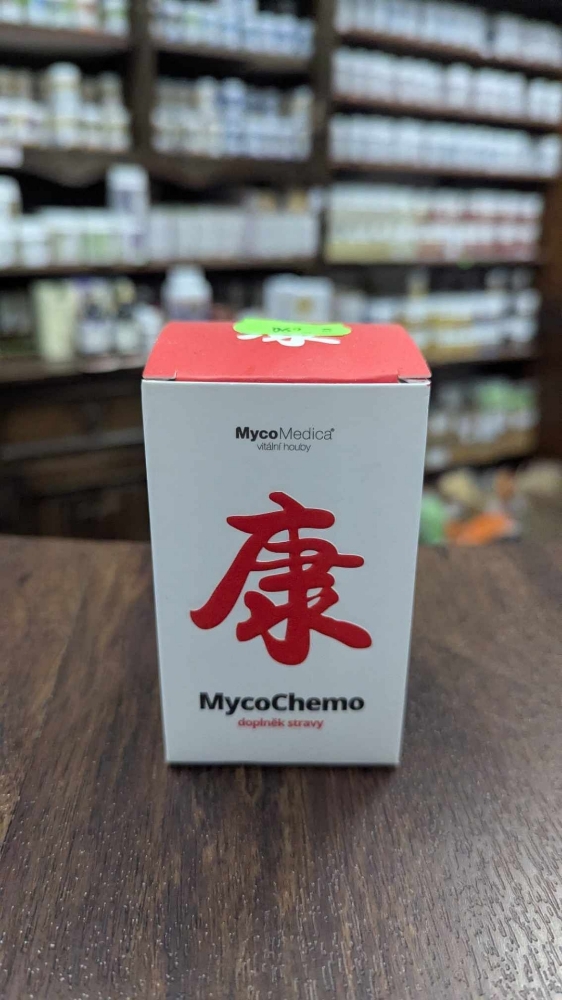 MycoMedica®
vitální houby
康
MycoChemo
doplněk stravy